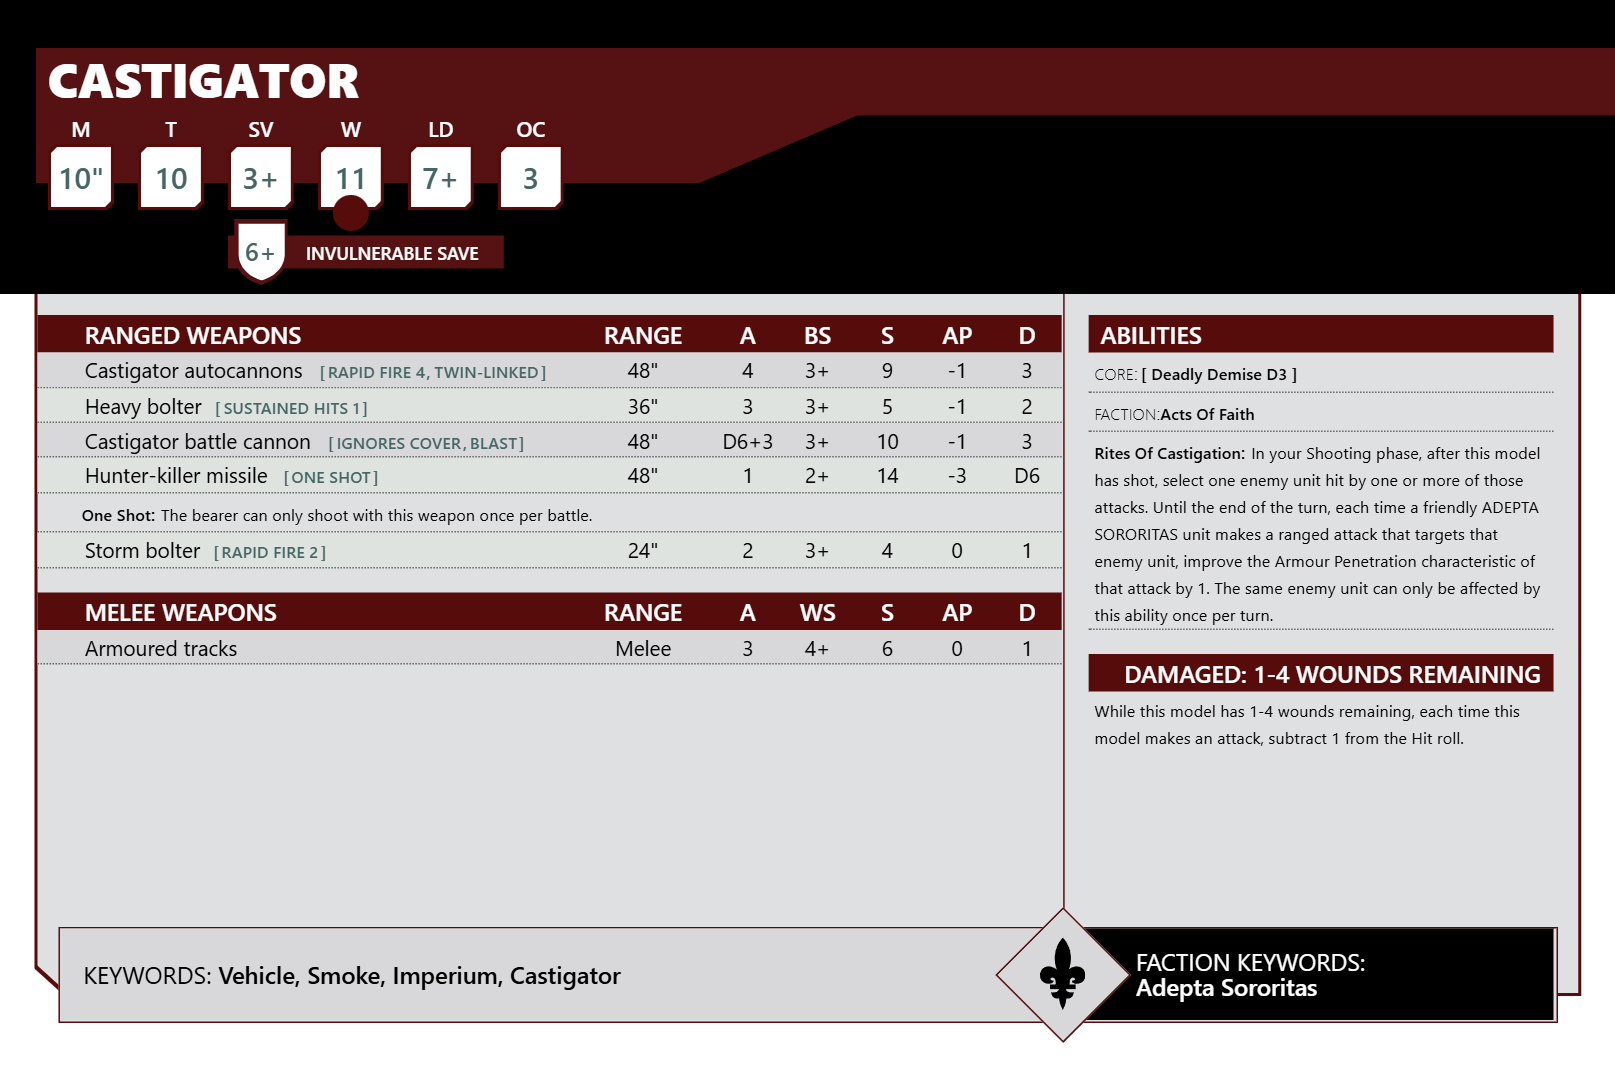 CASTIGATOR
M T SV W LD OC
10" 10 3+ 11 7+ 3
6+ INVULNERABLE SAVE
RANGED WEAPONS RANGE A BS S AP D
Castigator autocannons [RAPID FIRE 4, TWIN-LINKED] 48" 4 3+ 9 -1 3
Heavy bolter [SUSTAINED HITS 1] 36" 3 3+ 5 -1 2
Castigator battle cannon [IGNORES COVER, BLAST] 48" D6+3 3+ 10 -1 3
Hunter-killer missile [ONE SHOT] 48" 1 2+ 14 -3 D6
One Shot: The bearer can only shoot with this weapon once per battle.
Storm bolter [RAPID FIRE 2] 24" 2 3+ 4 0 1
MELEE WEAPONS RANGE A WS S AP D
Armoured tracks Melee 3 4+ 6 0 1
ABILITIES
CORE: [ Deadly Demise D3 ]
FACTION:Acts Of Faith
Rites Of Castigation: In your Shooting phase, after this model
has shot, select one enemy unit hit by one or more of those
attacks. Until the end of the turn, each time a friendly ADEPTA
SORORITAS unit makes a ranged attack that targets that
enemy unit, improve the Armour Penetration characteristic of
that attack by 1. The same enemy unit can only be affected by
this ability once per turn.
DAMAGED: 1-4 WOUNDS REMAINING
While this model has 1-4 wounds remaining, each time this
model makes an attack, subtract 1 from the Hit roll.
KEYWORDS: Vehicle, Smoke, Imperium, Castigator
FACTION KEYWORDS:
Adepta Sororitas